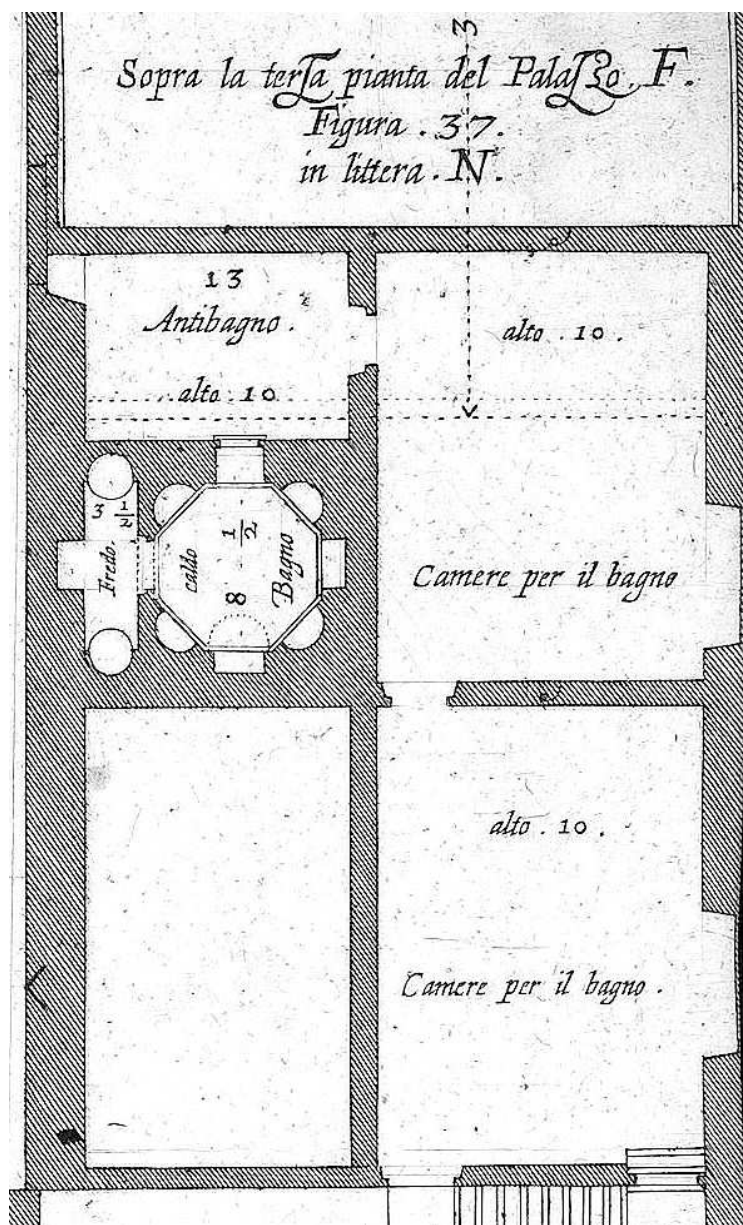 3
Sopra la terza pianta del Palazzo. F.
Figura . 37 .
in littera . N .
13
Antibagno .
alto . 10
alto . 10 .
3 1/2
Fredo.
caldo
8 1/2
Bagno
Camere per il bagno
alto . 10 .
Camere per il bagno .